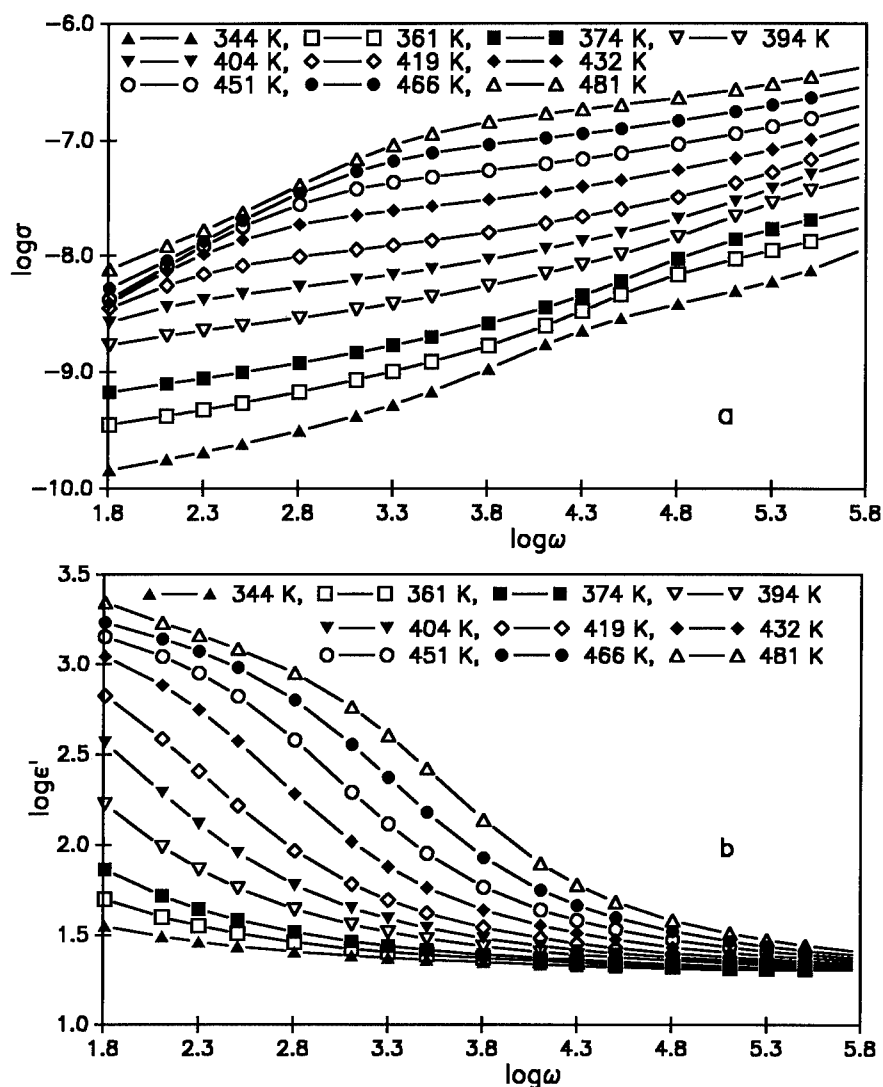 −6.0
344 K, 361 K, 374 K, 394 K
404 K, 419 K, 432 K
451 K, 466 K, 481 K
−7.0
logσ
−8.0
−9.0
a
−10.0
1.8 2.3 2.8 3.3 3.8 4.3 4.8 5.3 5.8
logω
3.5
344 K, 361 K, 374 K, 394 K
404 K, 419 K, 432 K
451 K, 466 K, 481 K
3.0
2.5
logε'
2.0
b
1.5
1.0
1.8 2.3 2.8 3.3 3.8 4.3 4.8 5.3 5.8
logω